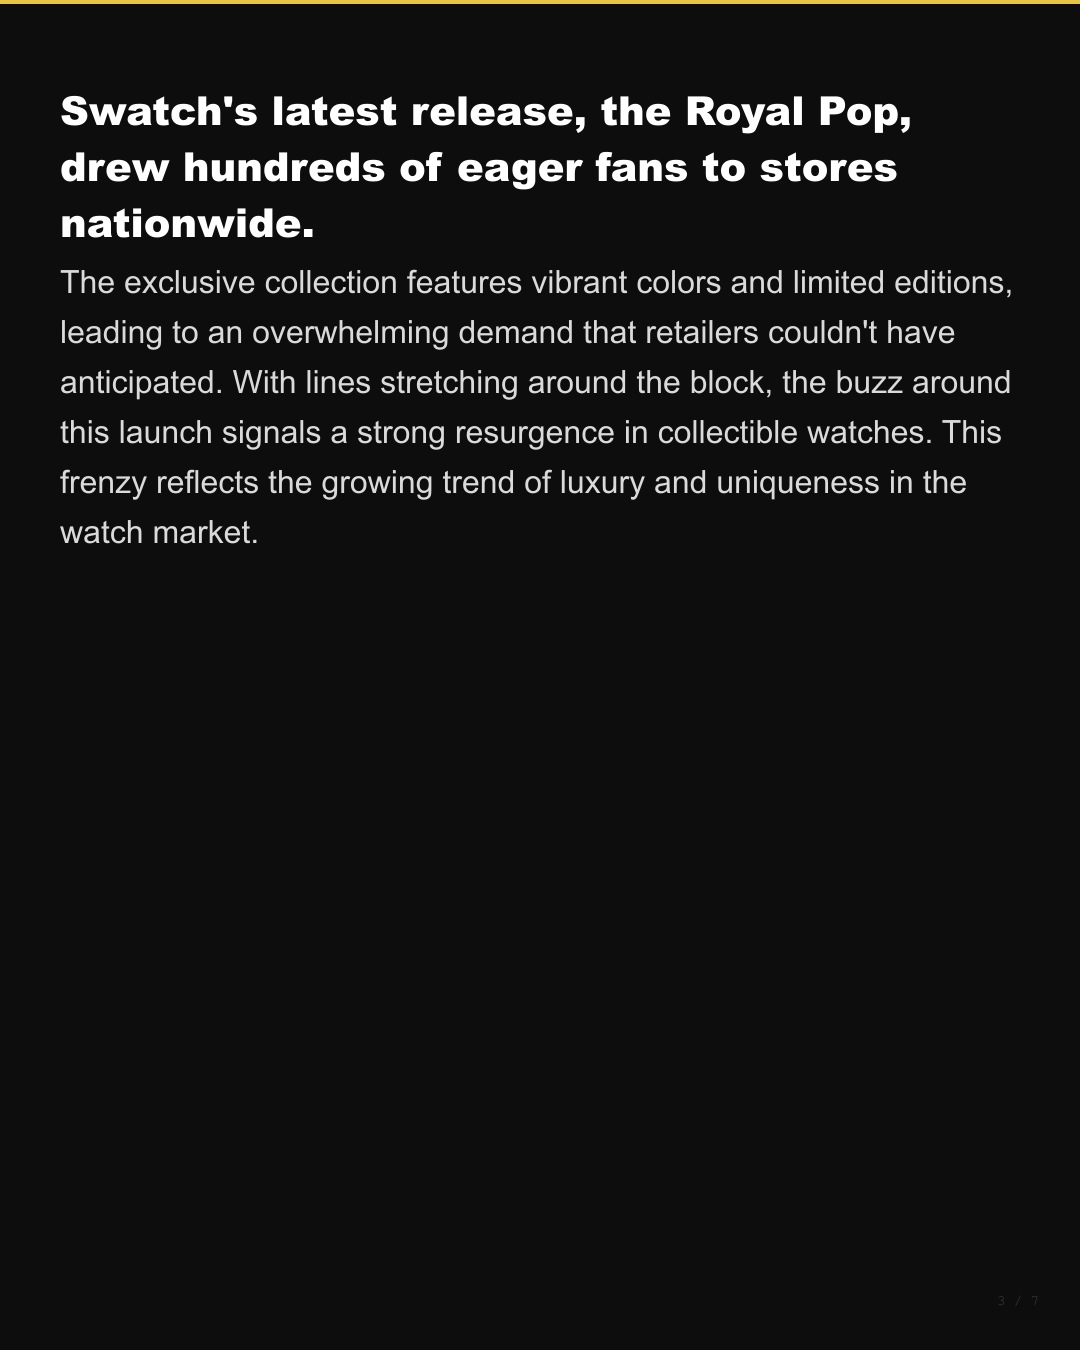 Swatch's latest release, the Royal Pop,
drew hundreds of eager fans to stores
nationwide.
The exclusive collection features vibrant colors and limited editions,
leading to an overwhelming demand that retailers couldn't have
anticipated. With lines stretching around the block, the buzz around
this launch signals a strong resurgence in collectible watches. This
frenzy reflects the growing trend of luxury and uniqueness in the
watch market.
3 / 7